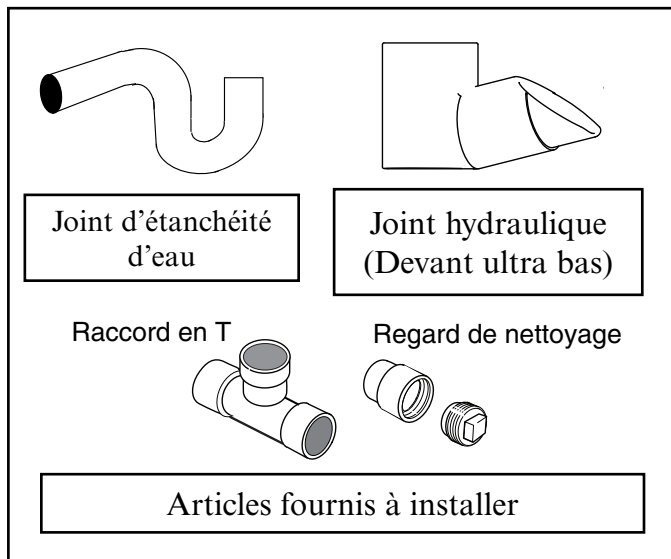 Joint d'étanchéité
d'eau
Joint hydraulique
(Devant ultra bas)
Raccord en T
Regard de nettoyage
Articles fournis à installer